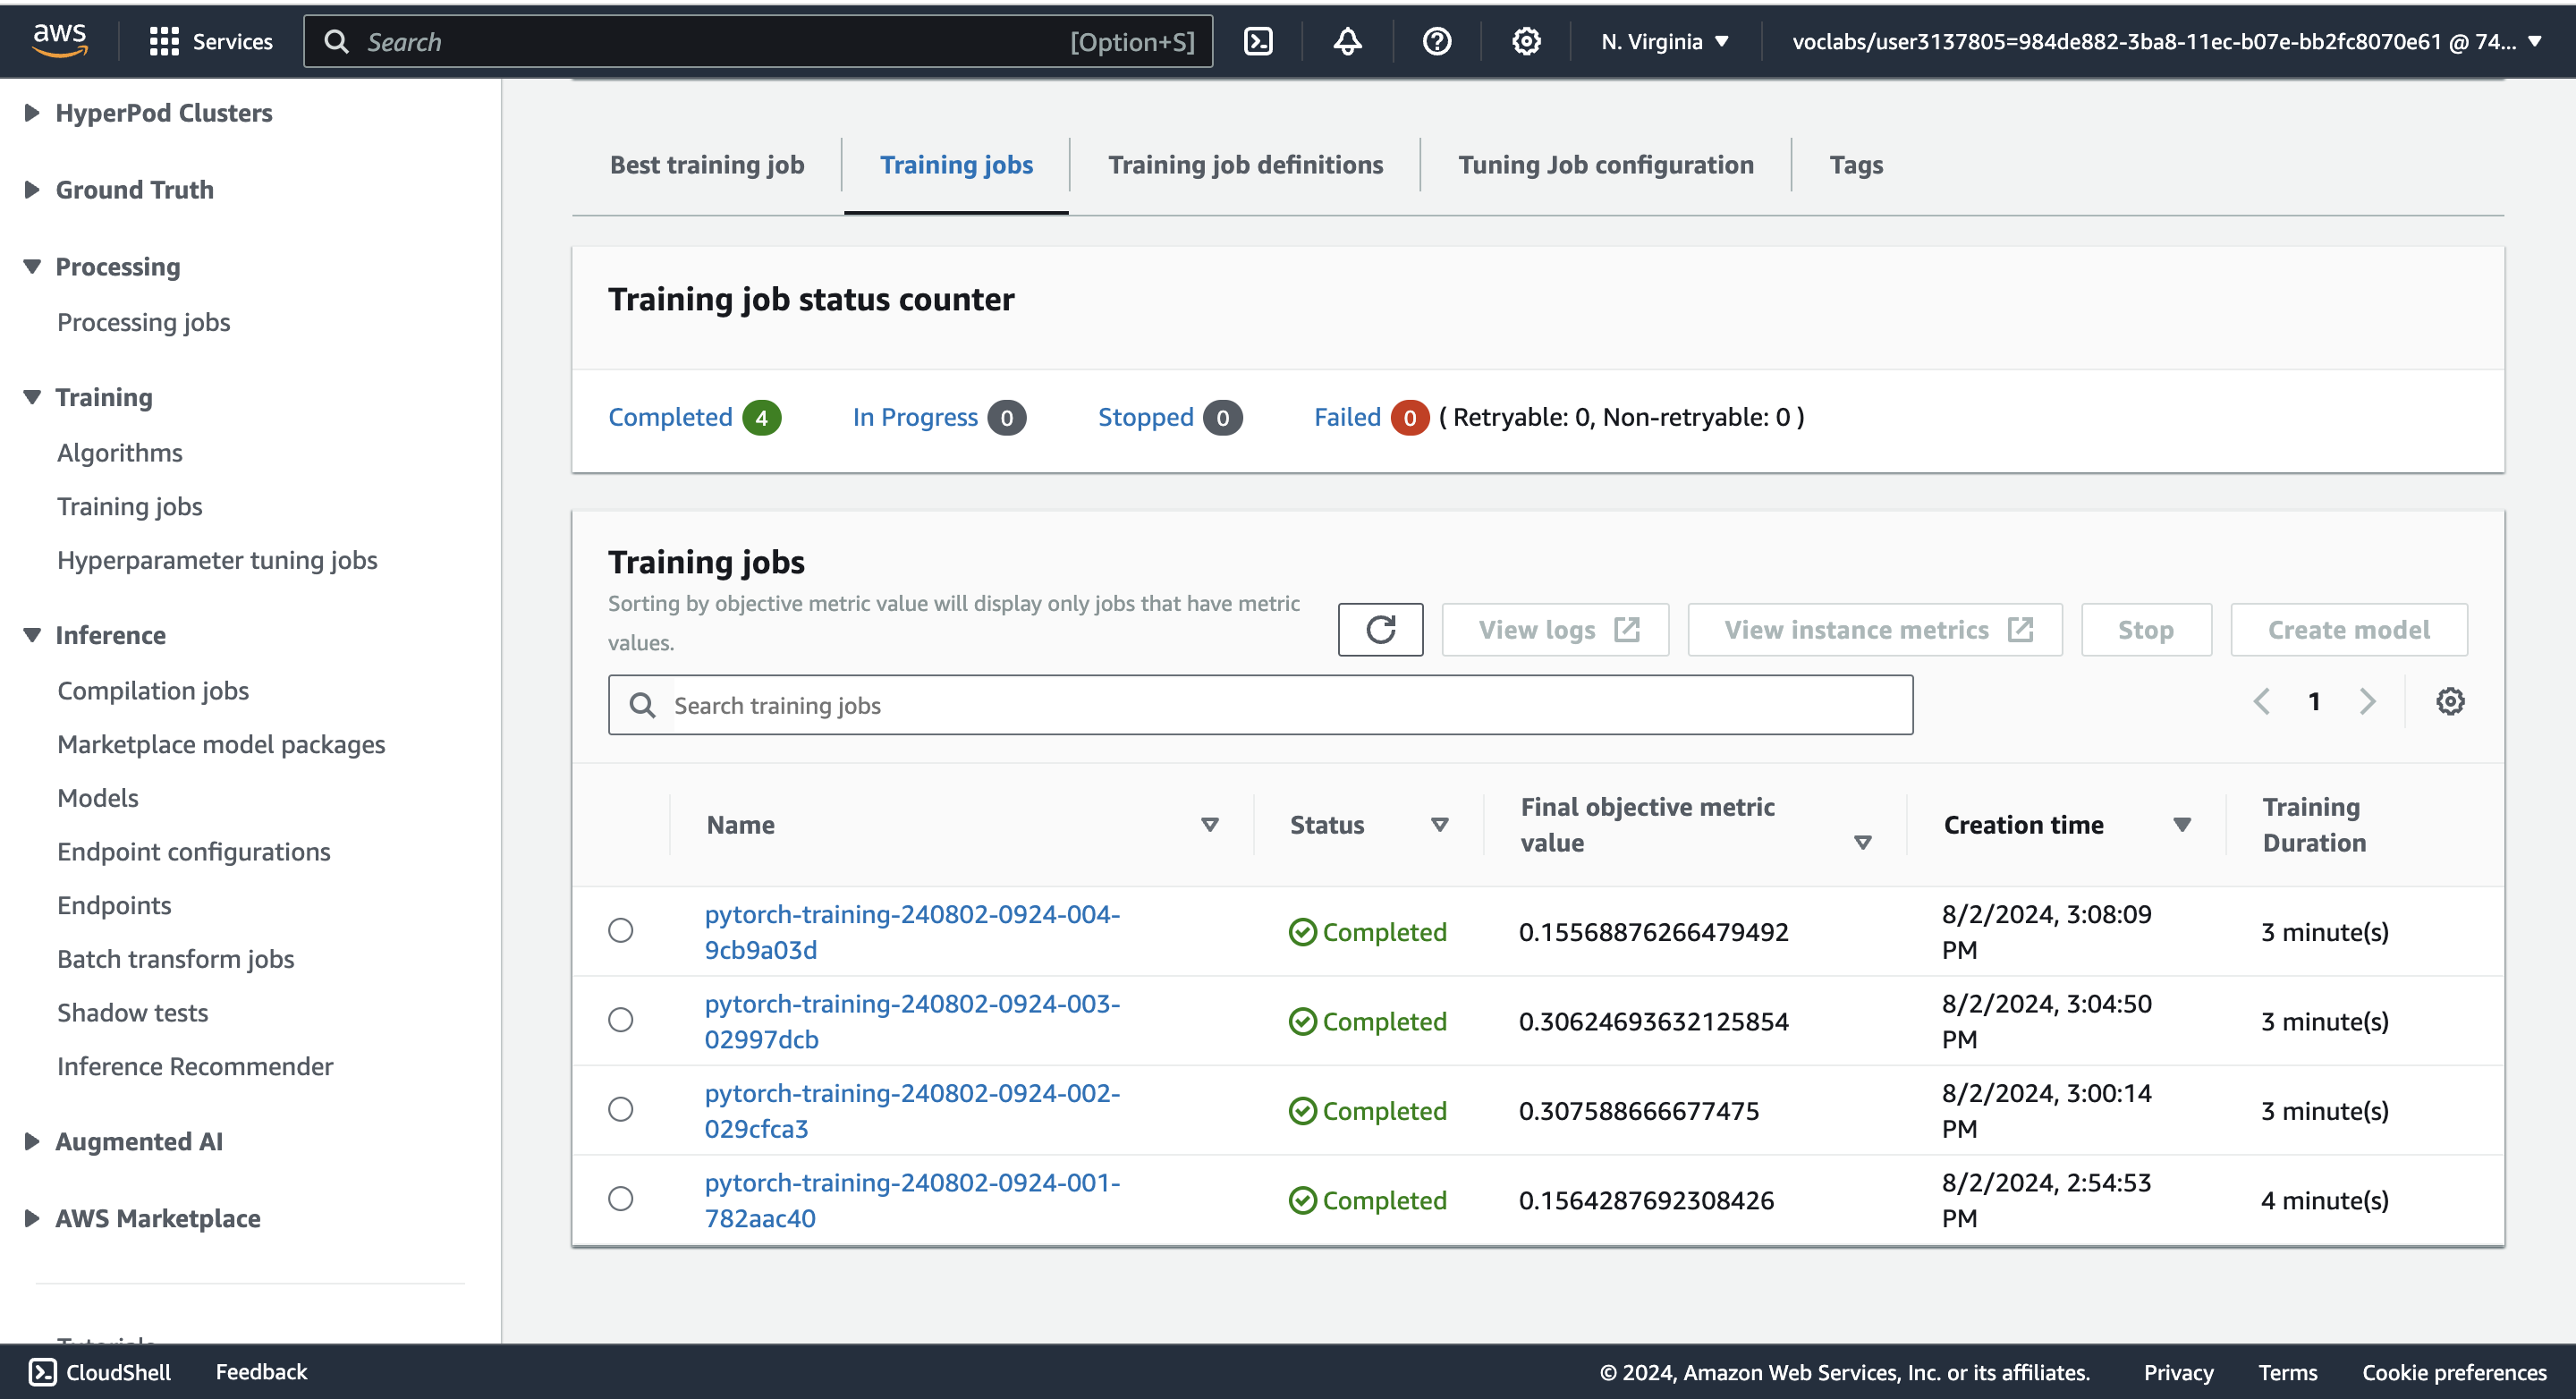 aws
Services
Search
[Option+S]
N. Virginia
voclabs/user3137805=984de882-3ba8-11ec-b07e-bb2fc8070e61 @ 74...
HyperPod Clusters
Ground Truth
Processing
Processing jobs
Training
Algorithms
Training jobs
Hyperparameter tuning jobs
Inference
Compilation jobs
Marketplace model packages
Models
Endpoint configurations
Endpoints
Batch transform jobs
Shadow tests
Inference Recommender
Augmented AI
AWS Marketplace
Tutorials
Best training job
Training jobs
Training job definitions
Tuning Job configuration
Tags
Training job status counter
Completed 4
In Progress 0
Stopped 0
Failed 0 ( Retryable: 0, Non-retryable: 0 )
Training jobs
Sorting by objective metric value will display only jobs that have metric
values.
View logs
View instance metrics
Stop
Create model
Search training jobs
1
Name
Status
Final objective metric
value
Creation time
Training
Duration
pytorch-training-240802-0924-004-
9cb9a03d
Completed
0.15568876266479492
8/2/2024, 3:08:09
PM
3 minute(s)
pytorch-training-240802-0924-003-
02997dcb
Completed
0.30624693632125854
8/2/2024, 3:04:50
PM
3 minute(s)
pytorch-training-240802-0924-002-
029cfca3
Completed
0.307588666677475
8/2/2024, 3:00:14
PM
3 minute(s)
pytorch-training-240802-0924-001-
782aac40
Completed
0.1564287692308426
8/2/2024, 2:54:53
PM
4 minute(s)
CloudShell
Feedback
© 2024, Amazon Web Services, Inc. or its affiliates.
Privacy
Terms
Cookie preferences